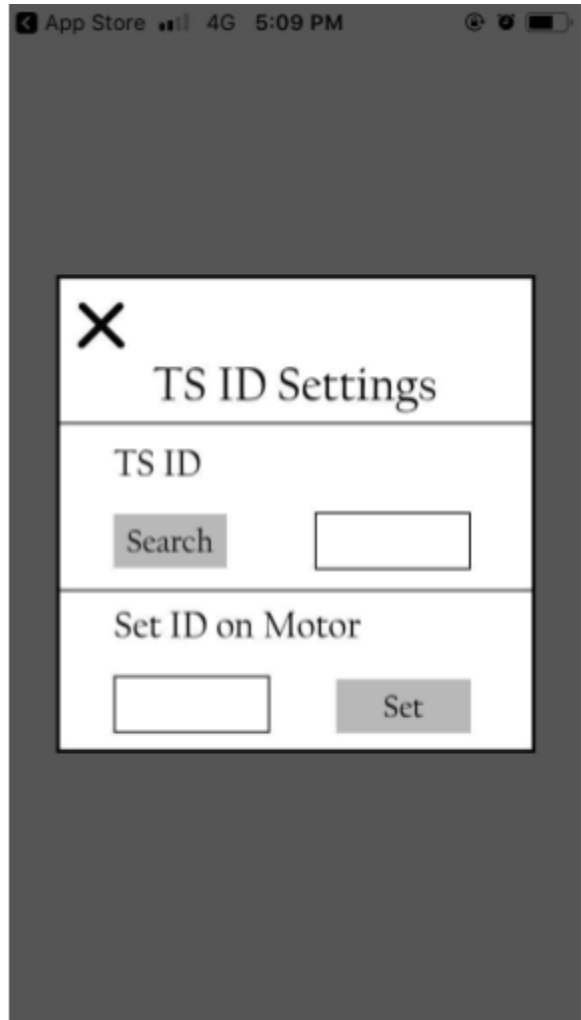 App Store 4G 5:09 PM
TS ID Settings
TS ID
Search
Set ID on Motor
Set